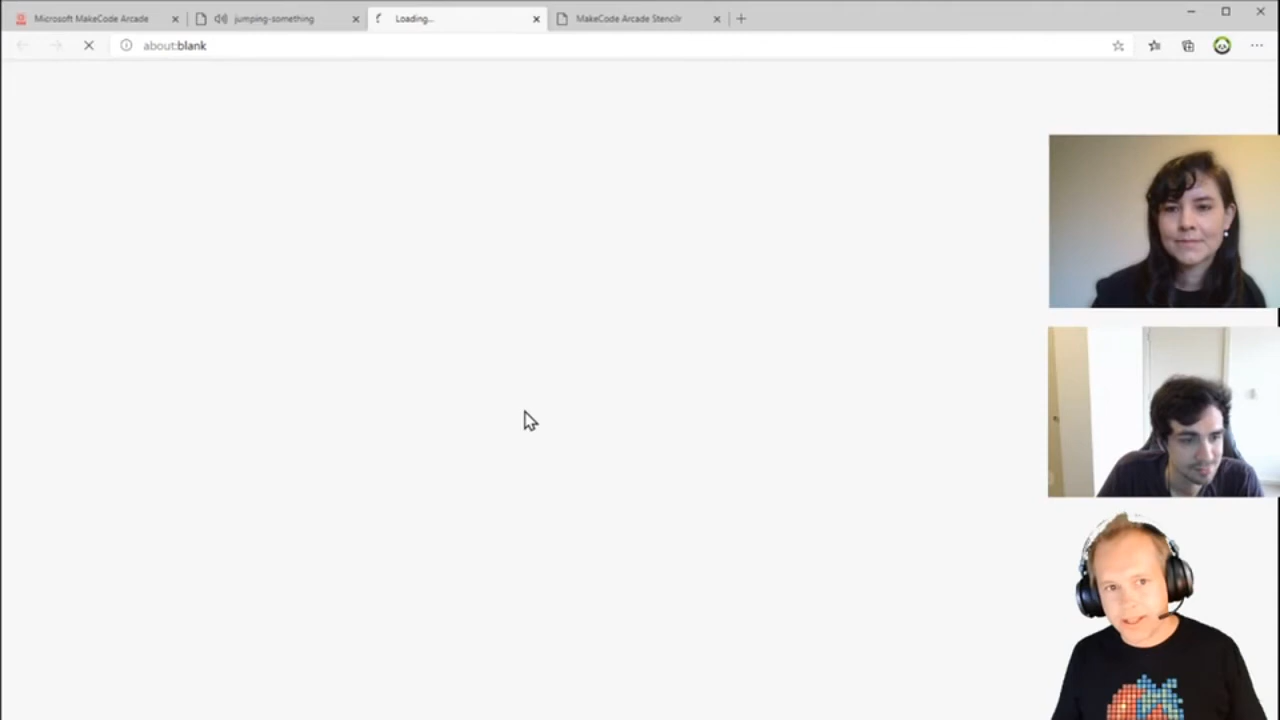 Microsoft MakeCode Arcade
jumping-something
Loading...
MakeCode Arcade Stencilr
about:blank